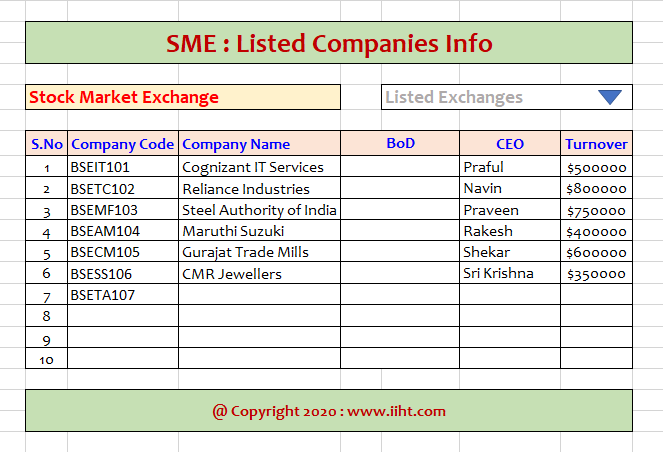 SME : Listed Companies Info
Stock Market Exchange Listed Exchanges
S.No Company Code Company Name BoD CEO Turnover
1 BSEIT101 Cognizant IT Services Praful $500000
2 BSETC102 Reliance Industries Navin $800000
3 BSEMF103 Steel Authority of India Praveen $750000
4 BSEAM104 Maruthi Suzuki Rakesh $400000
5 BSECM105 Gurajat Trade Mills Shekar $600000
6 BSESS106 CMR Jewellers Sri Krishna $350000
7 BSETA107
8
9
10
@ Copyright 2020 : www.iiht.com